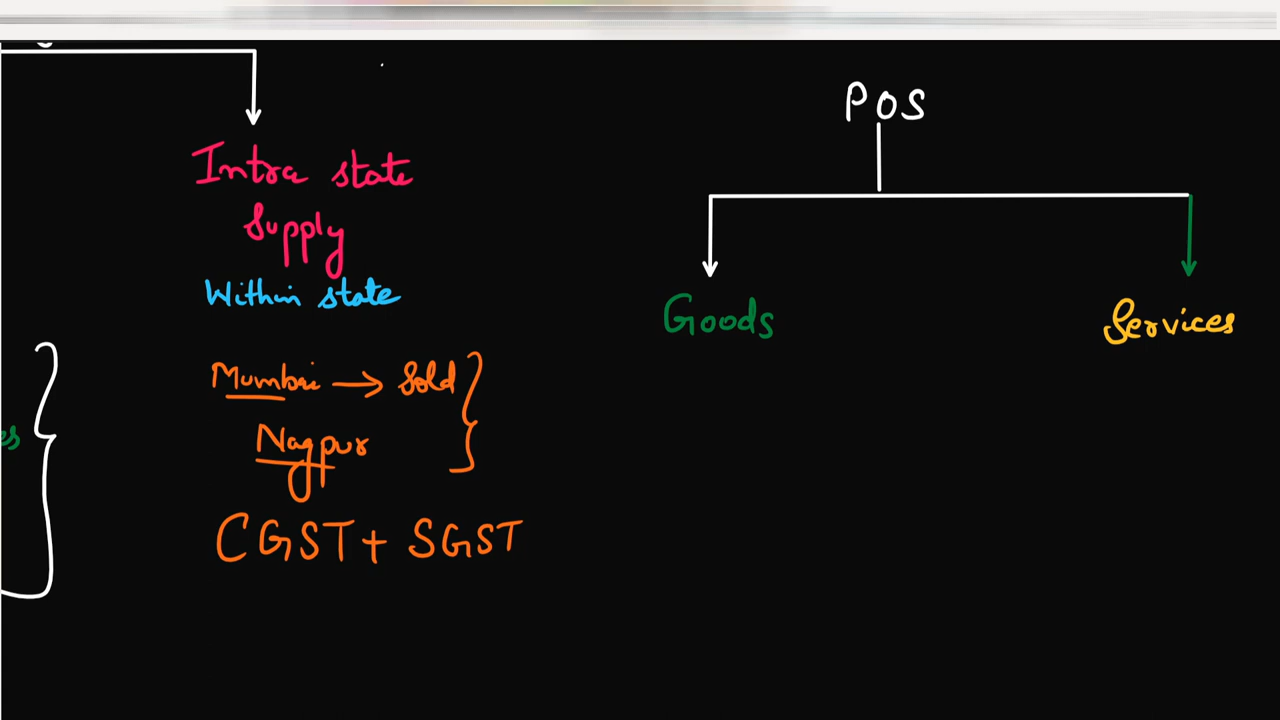 Intra state
Supply
Within state
Mumbai → Sold
Nagpur
CGST + SGST
POS
Goods
Services